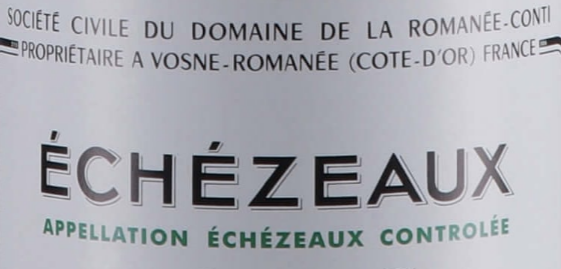 SOCIÉTÉ CIVILE DU DOMAINE DE LA ROMANÉE-CONTI
PROPRIÉTAIRE A VOSNE-ROMANÉE (COTE-D'OR) FRANCE
ÉCHÉZEAUX
APPELLATION ÉCHÉZEAUX CONTROLÉE